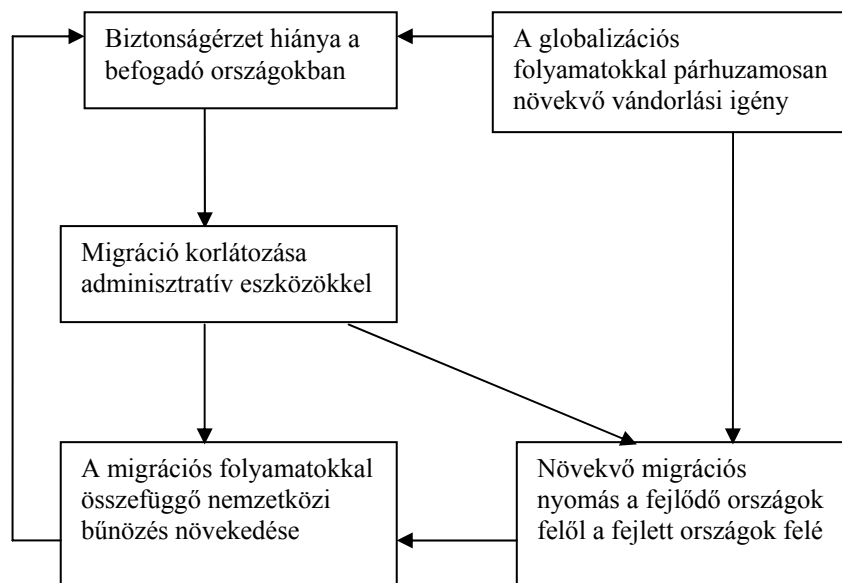 Biztonságérzet hiánya a
befogadó országokban
A globalizációs
folyamatokkal párhuzamosan
növekvő vándorlási igény
Migráció korlátozása
adminisztratív eszközökkel
A migrációs folyamatokkal
összefüggő nemzetközi
bűnözés növekedése
Növekvő migrációs
nyomás a fejlődő országok
felől a fejlett országok felé